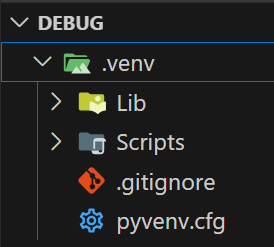 DEBUG
.venv
Lib
Scripts
.gitignore
pyvenv.cfg